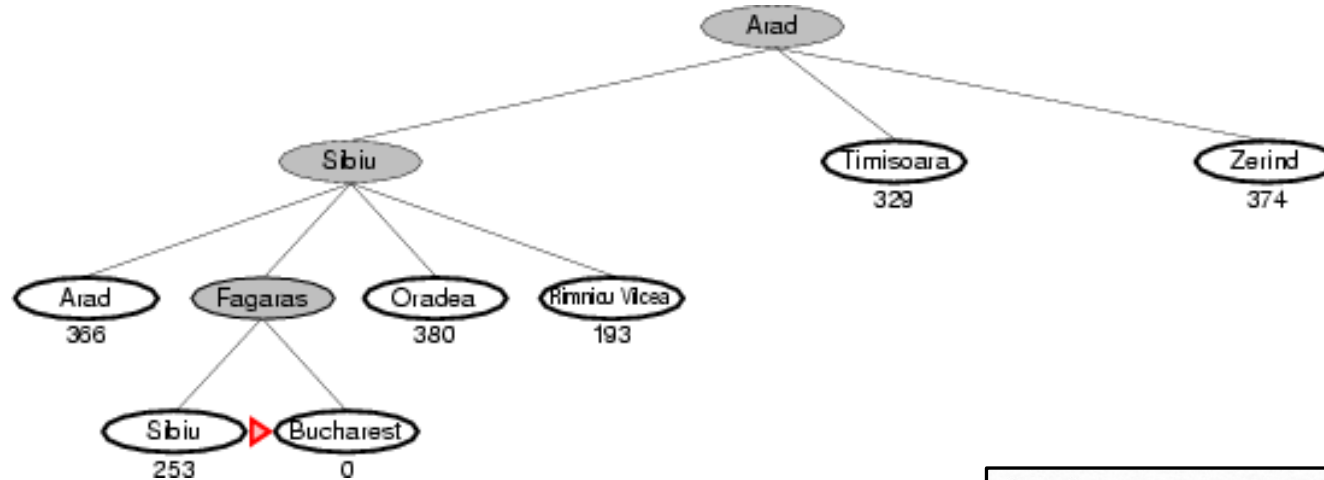 Arad
Sibiu Timisoara Zerind
329 374
Arad Fagaras Oradea Rimnicu Vilcea
366 380 193
Sibiu Bucharest
253 0